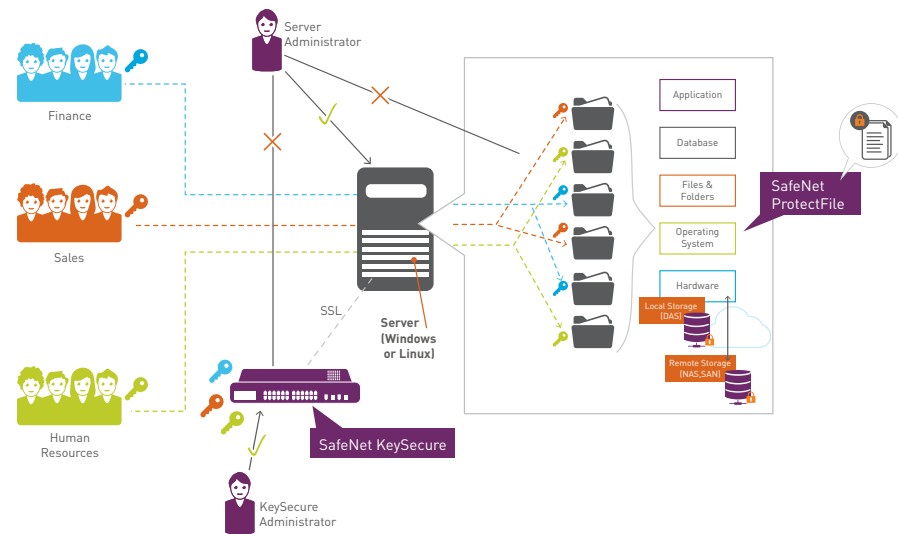 Server
Administrator
Finance
Application
Database
SafeNet
ProtectFile
Files &
Folders
Sales
Operating
System
Hardware
Local Storage
(DAS)
SSL
Server
(Windows
or Linux)
Remote Storage
(NAS,SAN)
Human
Resources
SafeNet KeySecure
KeySecure
Administrator